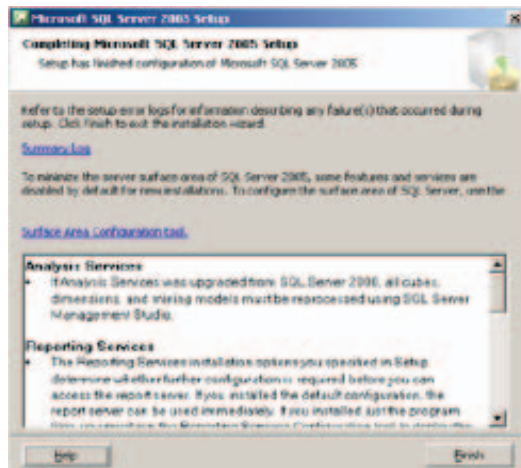 Microsoft SQL Server 2005 Setup
Completing Microsoft SQL Server 2005 Setup
Setup has finished configuration of Microsoft SQL Server 2005
Refer to the setup error logs for information describing any failure(s) that occurred during
setup. Click Finish to exit the installation wizard.
Summary Log
To minimize the server surface area of SQL Server 2005, some features and services are
disabled by default for new installations. To configure the surface area of SQL Server, use the
Surface Area Configuration tool.
Analysis Services
• If Analysis Services was upgraded from SQL Server 2000, all cubes,
dimensions, and mining models must be reprocessed using SQL Server
Management Studio.
Reporting Services
• The Reporting Services installation options you specified in Setup
determine whether further configuration is required before you can
access the report server. If you installed the default configuration, the
report server can be used immediately. If you installed just the program
Help
Finish